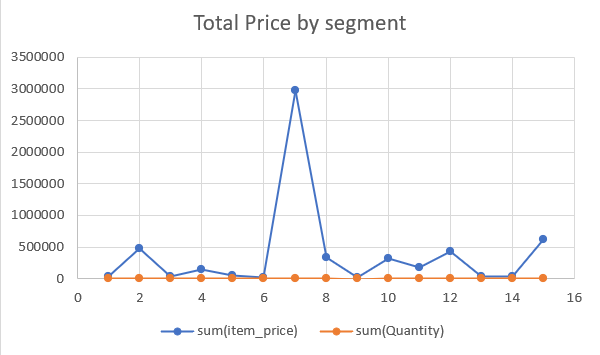 Total Price by segment
3500000
3000000
2500000
2000000
1500000
1000000
500000
0
0 2 4 6 8 10 12 14 16
sum(item_price) sum(Quantity)